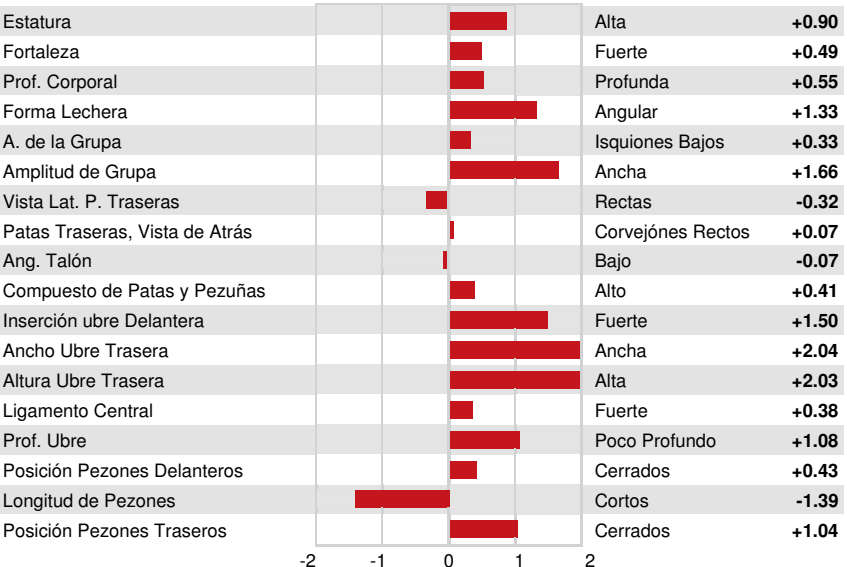 Estatura Alta +0.90
Fortaleza Fuerte +0.49
Prof. Corporal Profunda +0.55
Forma Lechera Angular +1.33
A. de la Grupa Isquiones Bajos +0.33
Amplitud de Grupa Ancha +1.66
Vista Lat. P. Traseras Rectas -0.32
Patas Traseras, Vista de Atrás Corvejónes Rectos +0.07
Ang. Talón Bajo -0.07
Compuesto de Patas y Pezuñas Alto +0.41
Inserción ubre Delantera Fuerte +1.50
Ancho Ubre Trasera Ancha +2.04
Altura Ubre Trasera Alta +2.03
Ligamento Central Fuerte +0.38
Prof. Ubre Poco Profundo +1.08
Posición Pezones Delanteros Cerrados +0.43
Longitud de Pezones Cortos -1.39
Posición Pezones Traseros Cerrados +1.04
-2 -1 0 1 2